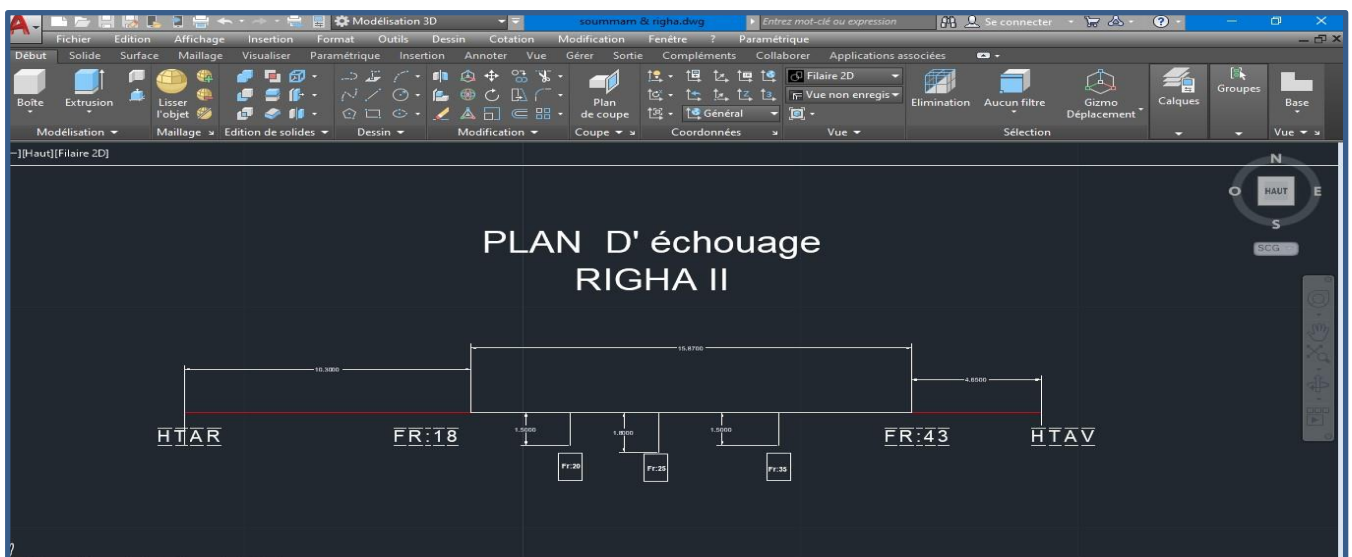 A Modélisation 3D soummam & righa.dwg Entrez mot-clé ou expression Se connecter
Fichier Edition Affichage Insertion Format Outils Dessin Cotation Modification Fenêtre ? Paramétrique
Début Solide Surface Maillage Visualiser Paramétrique Insertion Annoter Vue Gérer Sortie Compléments Collaborer Applications associées
Boîte Extrusion Lisser l'objet Plan de coupe Général Filaire 2D Vue non enregis Elimination Aucun filtre Gizmo Déplacement Calques Groupes Base
Modélisation Maillage Edition de solides Dessin Modification Coupe Coordonnées Vue Sélection Vue
–][Haut][Filaire 2D]
N
O HAUT E
S
SCG
PLAN D' échouage
RIGHA II
15.8700
10.3000
4.6500
HTAR FR:18 1.5000 1.8000 1.5000 FR:43 HTAV
Fr:20 Fr:25 Fr:35